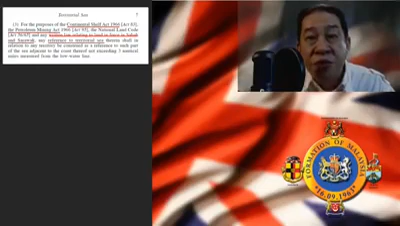 Territorial Sea
(3) For the purposes of the Continental Shelf Act 1966 [Act 83],
the Petroleum Mining Act 1966 [Act 95], the National Land Code
[Act 56/65] and any written law relating to land in force in Sabah
and Sarawak, any reference to territorial sea therein shall in
relation to any territory be construed as a reference to such part
of the sea adjacent to the coast thereof not exceeding 3 nautical
miles measured from the low-water line.
FORMATION OF MALAYSIA
16.09.1963